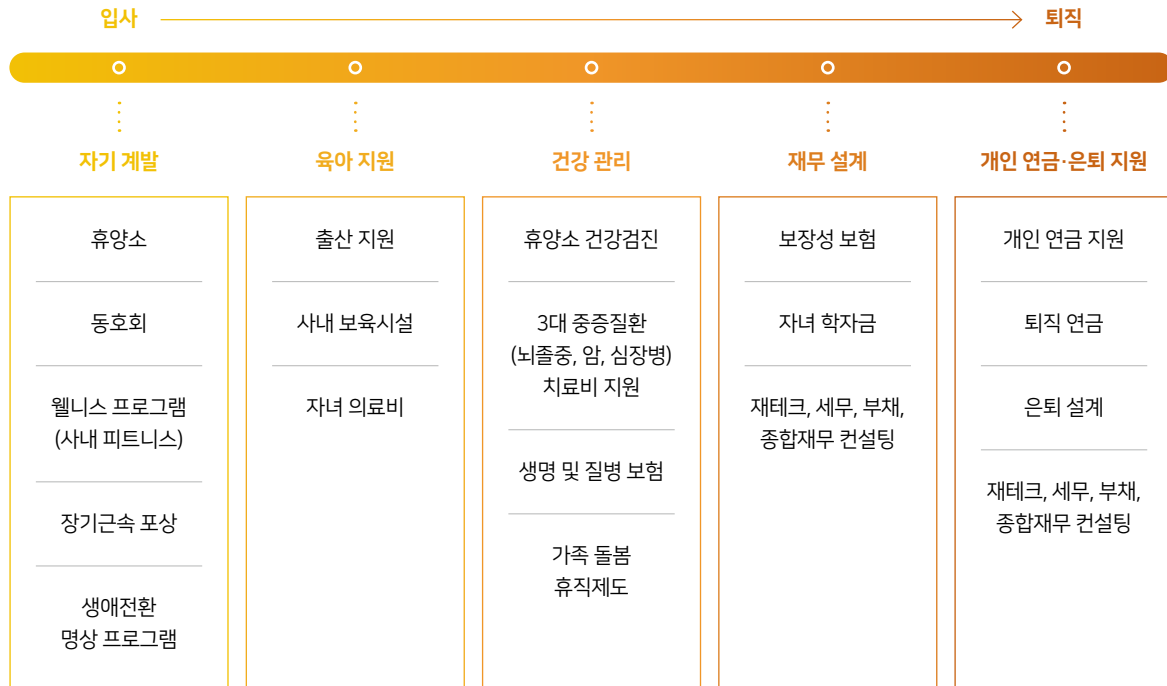 입사
퇴직
자기 계발
육아 지원
건강 관리
재무 설계
개인 연금·은퇴 지원
휴양소
동호회
웰니스 프로그램
(사내 피트니스)
장기근속 포상
생애전환
명상 프로그램
출산 지원
사내 보육시설
자녀 의료비
휴양소 건강검진
3대 중증질환
(뇌졸중, 암, 심장병)
치료비 지원
생명 및 질병 보험
가족 돌봄
휴직제도
보장성 보험
자녀 학자금
재테크, 세무, 부채,
종합재무 컨설팅
개인 연금 지원
퇴직 연금
은퇴 설계
재테크, 세무, 부채,
종합재무 컨설팅